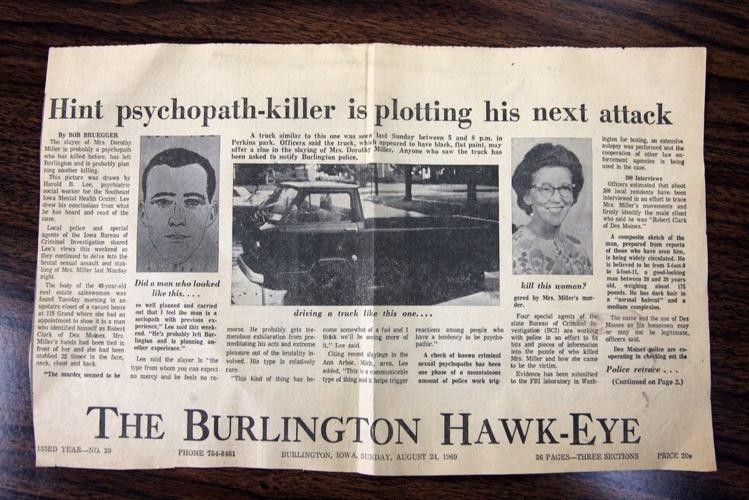 Hint psychopath-killer is plotting his next attack
By BOB BRUEGGER
The slayer of Mrs. Dorothy
Miller is probably a psychopath
who has killed before, has left
Burlington and is probably plan
ning another killing.
This picture was drawn by
Harold B. Lee, psychiatric
social worker for the Southeast
Iowa Mental Health Center. Lee
drew his conclusions from what
he has heard and read of the
case.
Local police and special
agents of the Iowa Bureau of
Criminal Investigation shared
Lee's views this weekend as
they continued to delve into the
brutal sexual assault and stab-
bing of Mrs. Miller last Monday
night.
The body of the 48-year-old
real estate saleswoman was
found Tuesday morning in an
upstairs closet of a vacant house
at 118 Grand where she had an
appointment to show it to a man
who identified himself as Robert
Clark of Des Moines. Mrs.
Miller's hands had been tied in
front of her and she had been
stabbed 22 times in the face,
neck, chest and back.
"The murder seemed to be
Did a man who looked
like this. . . .
so well planned and carried
out that I feel the man is a
sociopath with previous ex-
perience," Lee said this week-
end. "He's probably left Bur-
lington and is planning an-
other experience."
Lee said the slayer is "the
type from whom you can expect
no mercy and he feels no re-
A truck similar to this one was seen last Sunday between 5 and 8 p.m. in
Perkins park. Officers said the truck, which appeared to have black, flat paint, may
offer a clue in the slaying of Mrs. Dorothy Miller. Anyone who saw the truck has
been asked to notify Burlington police.
driving a truck like this one. . . .
morse. He probably gets tre-
mendous exhilaration from pre-
meditating his acts and extreme
pleasure out of the brutality in-
volved. His type is relatively
rare.
"This kind of thing has be-
come somewhat of a fad and I
think we'll be seeing more of
it," Lee said.
Citing recent slayings in the
Ann Arbor, Mich., area, Lee
added, "This is a communicable
type of thing and it helps trigger
reactions among people who
have a tendency to be psycho-
pathic."
A check of known criminal
sexual psychopaths has been
one phase of a mountainous
amount of police work trig-
kill this woman?
gered by Mrs. Miller's mur-
der.
Four special agents of the
state Bureau of Criminal In-
vestigation (BCI) are working
with police in an effort to fit
bits and pieces of information
into the puzzle of who killed
Mrs. Miller and how she came
to be the victim.
Evidence has been submitted
to the FBI laboratory in Wash-
ington for testing, an extensive
autopsy was performed and the
cooperation of other law en-
forcement agencies is being
used in the case.
200 Interviews
Officers estimated that about
200 local residents have been
interviewed in an effort to trace
Mrs. Miller's movements and
firmly identify the male client
who said he was "Robert Clark
of Des Moines."
A composite sketch of the
man, prepared from reports
of those who have seen him,
is being widely circulated. He
is believed to be from 5-foot-9
to 5-foot-11, a good-looking
man between 20 and 30 years
old, weighing about 175
pounds. He has dark hair in
a "normal haircut" and a
medium complexion.
The name and the use of Des
Moines as his hometown may
or may not be legitimate,
officers said.
Des Moines police are co-
operating in checking out the
Police retrace . . .
(Continued on Page 3.)
THE BURLINGTON HAWK-EYE
133RD YEAR—NO. 39
PHONE 754-8461
BURLINGTON, IOWA, SUNDAY, AUGUST 24, 1969
36 PAGES—THREE SECTIONS
PRICE 20¢